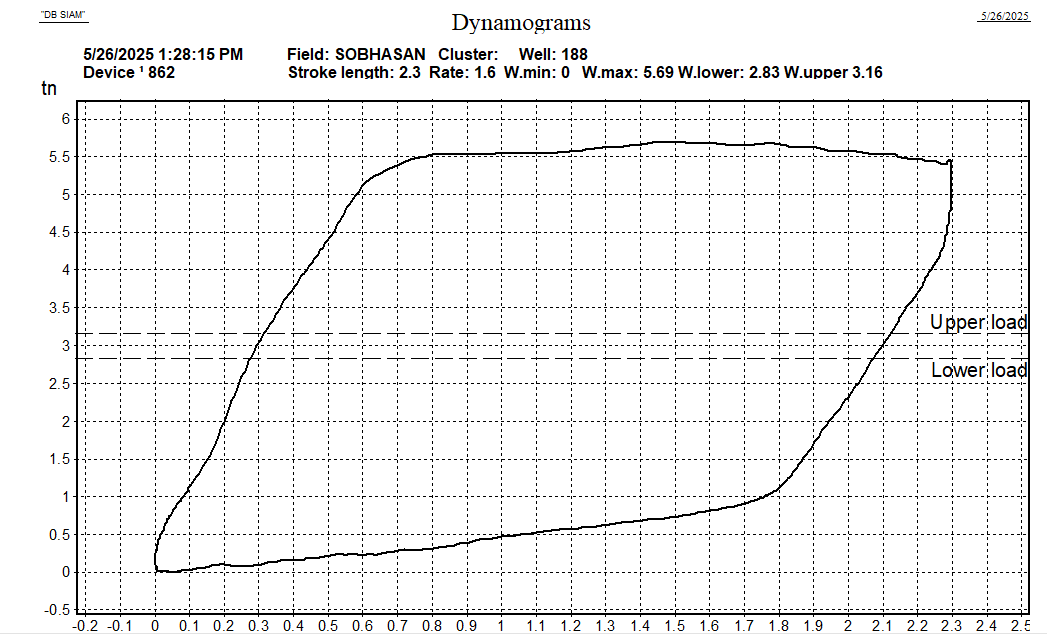 "DB SIAM"
5/26/2025
Dynamograms
5/26/2025 1:28:15 PM Field: SOBHASAN Cluster: Well: 188
Device ¹ 862 Stroke length: 2.3 Rate: 1.6 W.min: 0 W.max: 5.69 W.lower: 2.83 W.upper 3.16
tn
6
5.5
5
4.5
4
3.5
Upper load
3
Lower load
2.5
2
1.5
1
0.5
0
-0.5
-0.2 -0.1 0 0.1 0.2 0.3 0.4 0.5 0.6 0.7 0.8 0.9 1 1.1 1.2 1.3 1.4 1.5 1.6 1.7 1.8 1.9 2 2.1 2.2 2.3 2.4 2.5